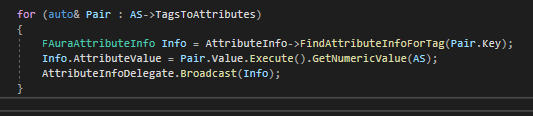 for (auto& Pair : AS->TagsToAttributes)
{
FAuraAttributeInfo Info = AttributeInfo->FindAttributeInfoForTag(Pair.Key);
Info.AttributeValue = Pair.Value.Execute().GetNumericValue(AS);
AttributeInfoDelegate.Broadcast(Info);
}